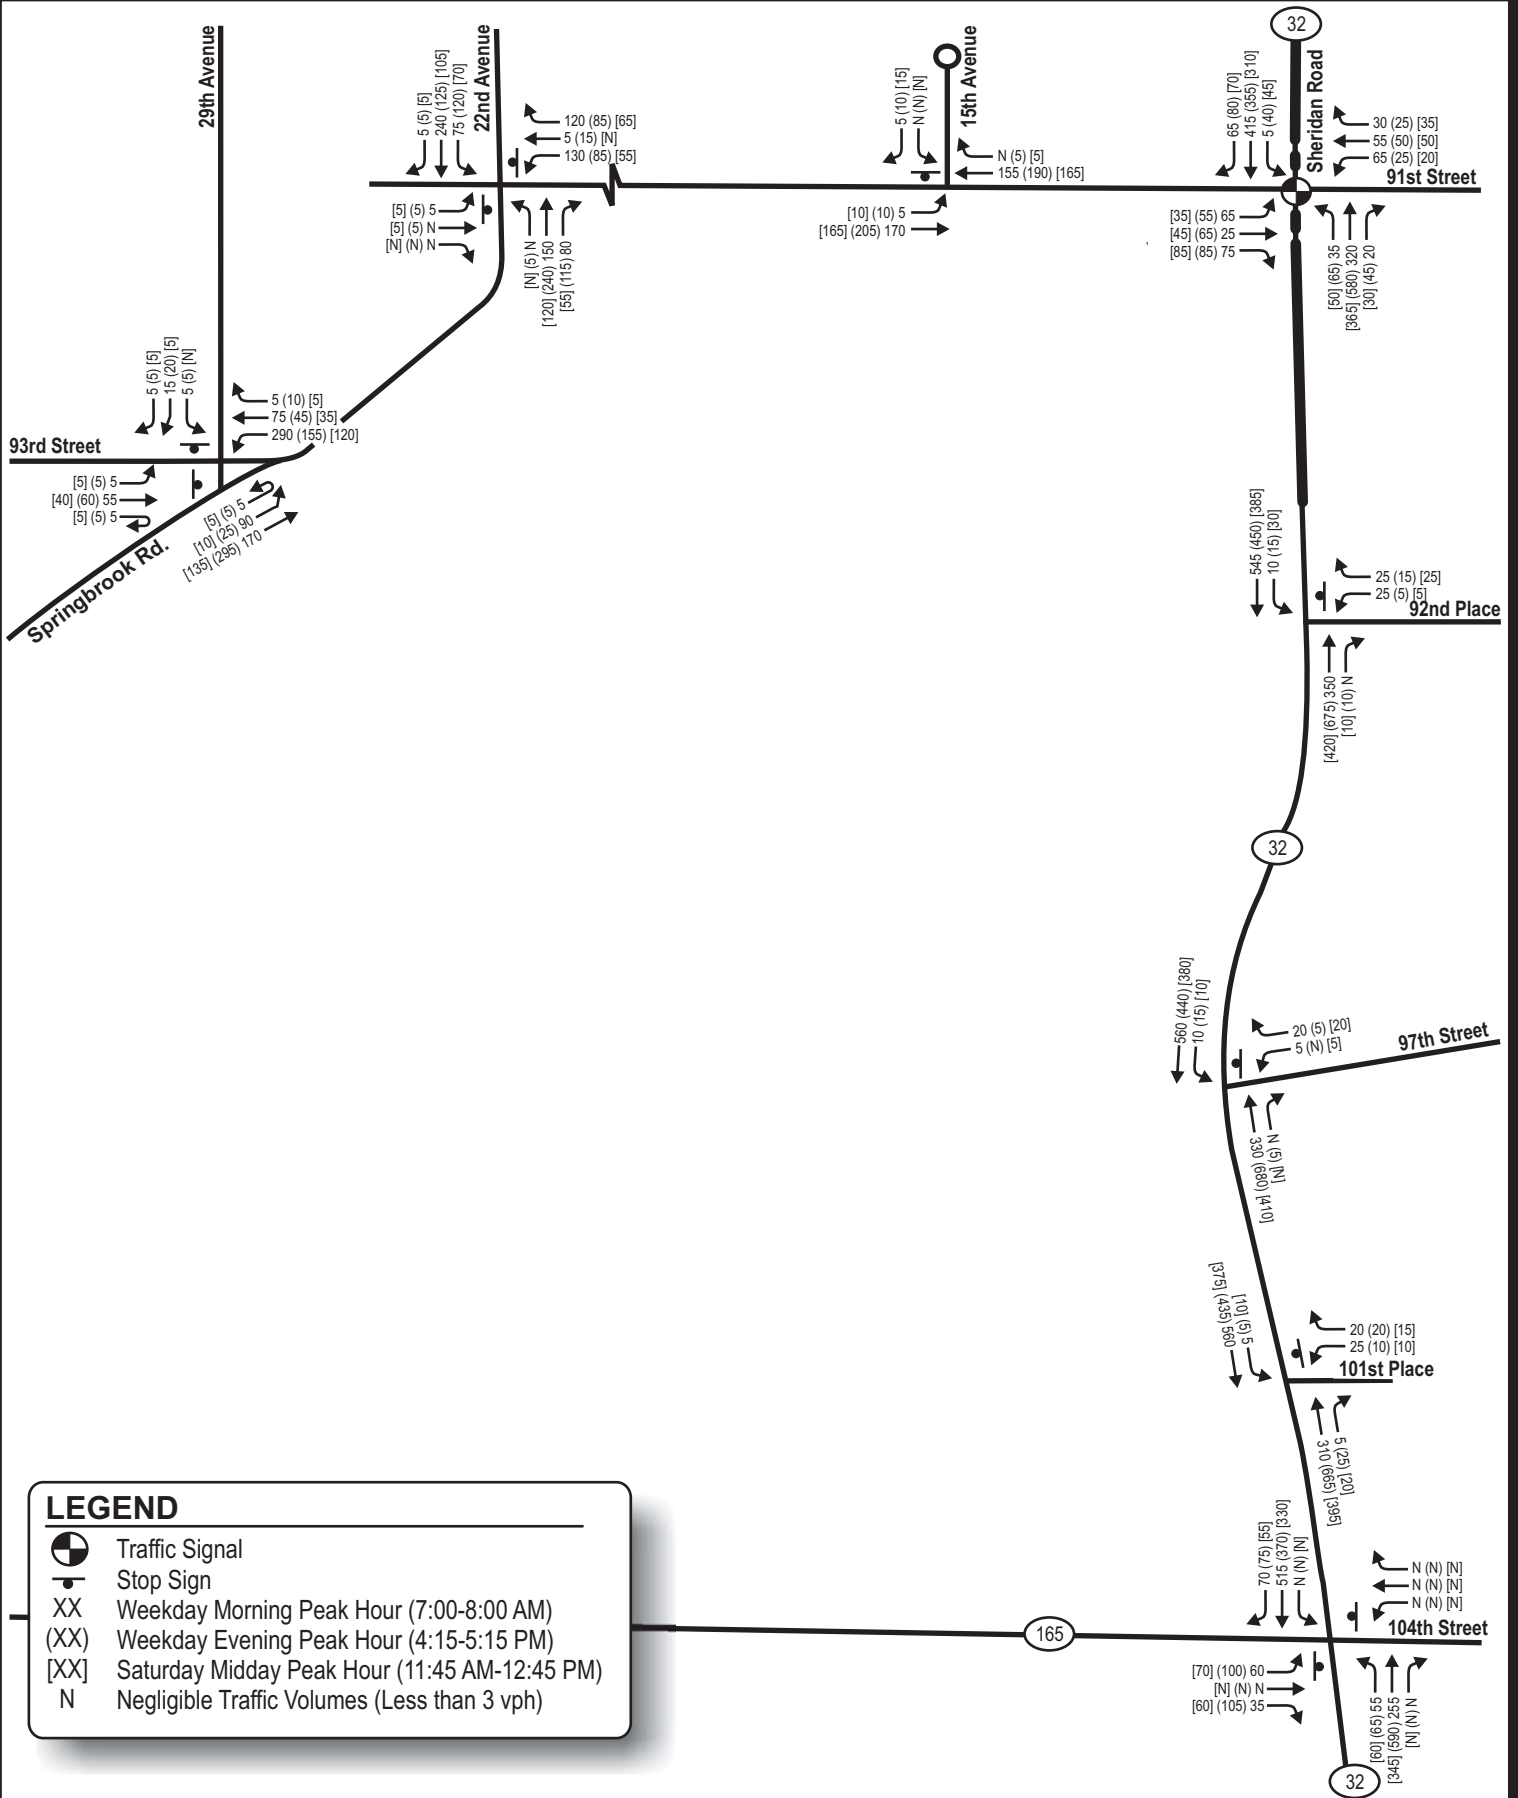 32
29th Avenue
22nd Avenue
15th Avenue
Sheridan Road
5 (5) [5]
240 (125) [105]
75 (120) [70]
120 (85) [65]
5 (15) [N]
130 (85) [55]
[5] (5) 5
[5] (5) N
[N] (N) N
[N] (5) N
[120] (240) 150
[55] (115) 80
5 (10) [15]
N (N) [N]
N (5) [5]
155 (190) [165]
[10] (10) 5
[165] (205) 170
65 (80) [70]
415 (355) [310]
5 (40) [45]
30 (25) [35]
55 (50) [50]
65 (25) [20]
91st Street
[35] (55) 65
[45] (65) 25
[85] (85) 75
[50] (65) 35
[365] (580) 320
[30] (45) 20
5 (5) [5]
15 (20) [5]
5 (5) [N]
5 (10) [5]
75 (45) [35]
290 (155) [120]
93rd Street
[5] (5) 5
[40] (60) 55
[5] (5) 5
[5] (5) 5
[10] (25) 90
[135] (295) 170
Springbrook Rd.
545 (450) [385]
10 (15) [30]
25 (15) [25]
25 (5) [5]
92nd Place
[420] (675) 350
[10] (10) N
32
560 (440) [380]
10 (15) [10]
20 (5) [20]
5 (N) [5]
97th Street
N (5) [N]
330 (680) [410]
[10] (5) 5
[375] (435) 560
20 (20) [15]
25 (10) [10]
101st Place
5 (25) [20]
310 (665) [395]
70 (75) [55]
515 (370) [330]
N (N) [N]
N (N) [N]
N (N) [N]
N (N) [N]
104th Street
165
[70] (100) 60
[N] (N) N
[60] (105) 35
[60] (65) 55
[345] (590) 255
[N] (N) N
32
LEGEND
Traffic Signal
Stop Sign
XX Weekday Morning Peak Hour (7:00-8:00 AM)
(XX) Weekday Evening Peak Hour (4:15-5:15 PM)
[XX] Saturday Midday Peak Hour (11:45 AM-12:45 PM)
N Negligible Traffic Volumes (Less than 3 vph)